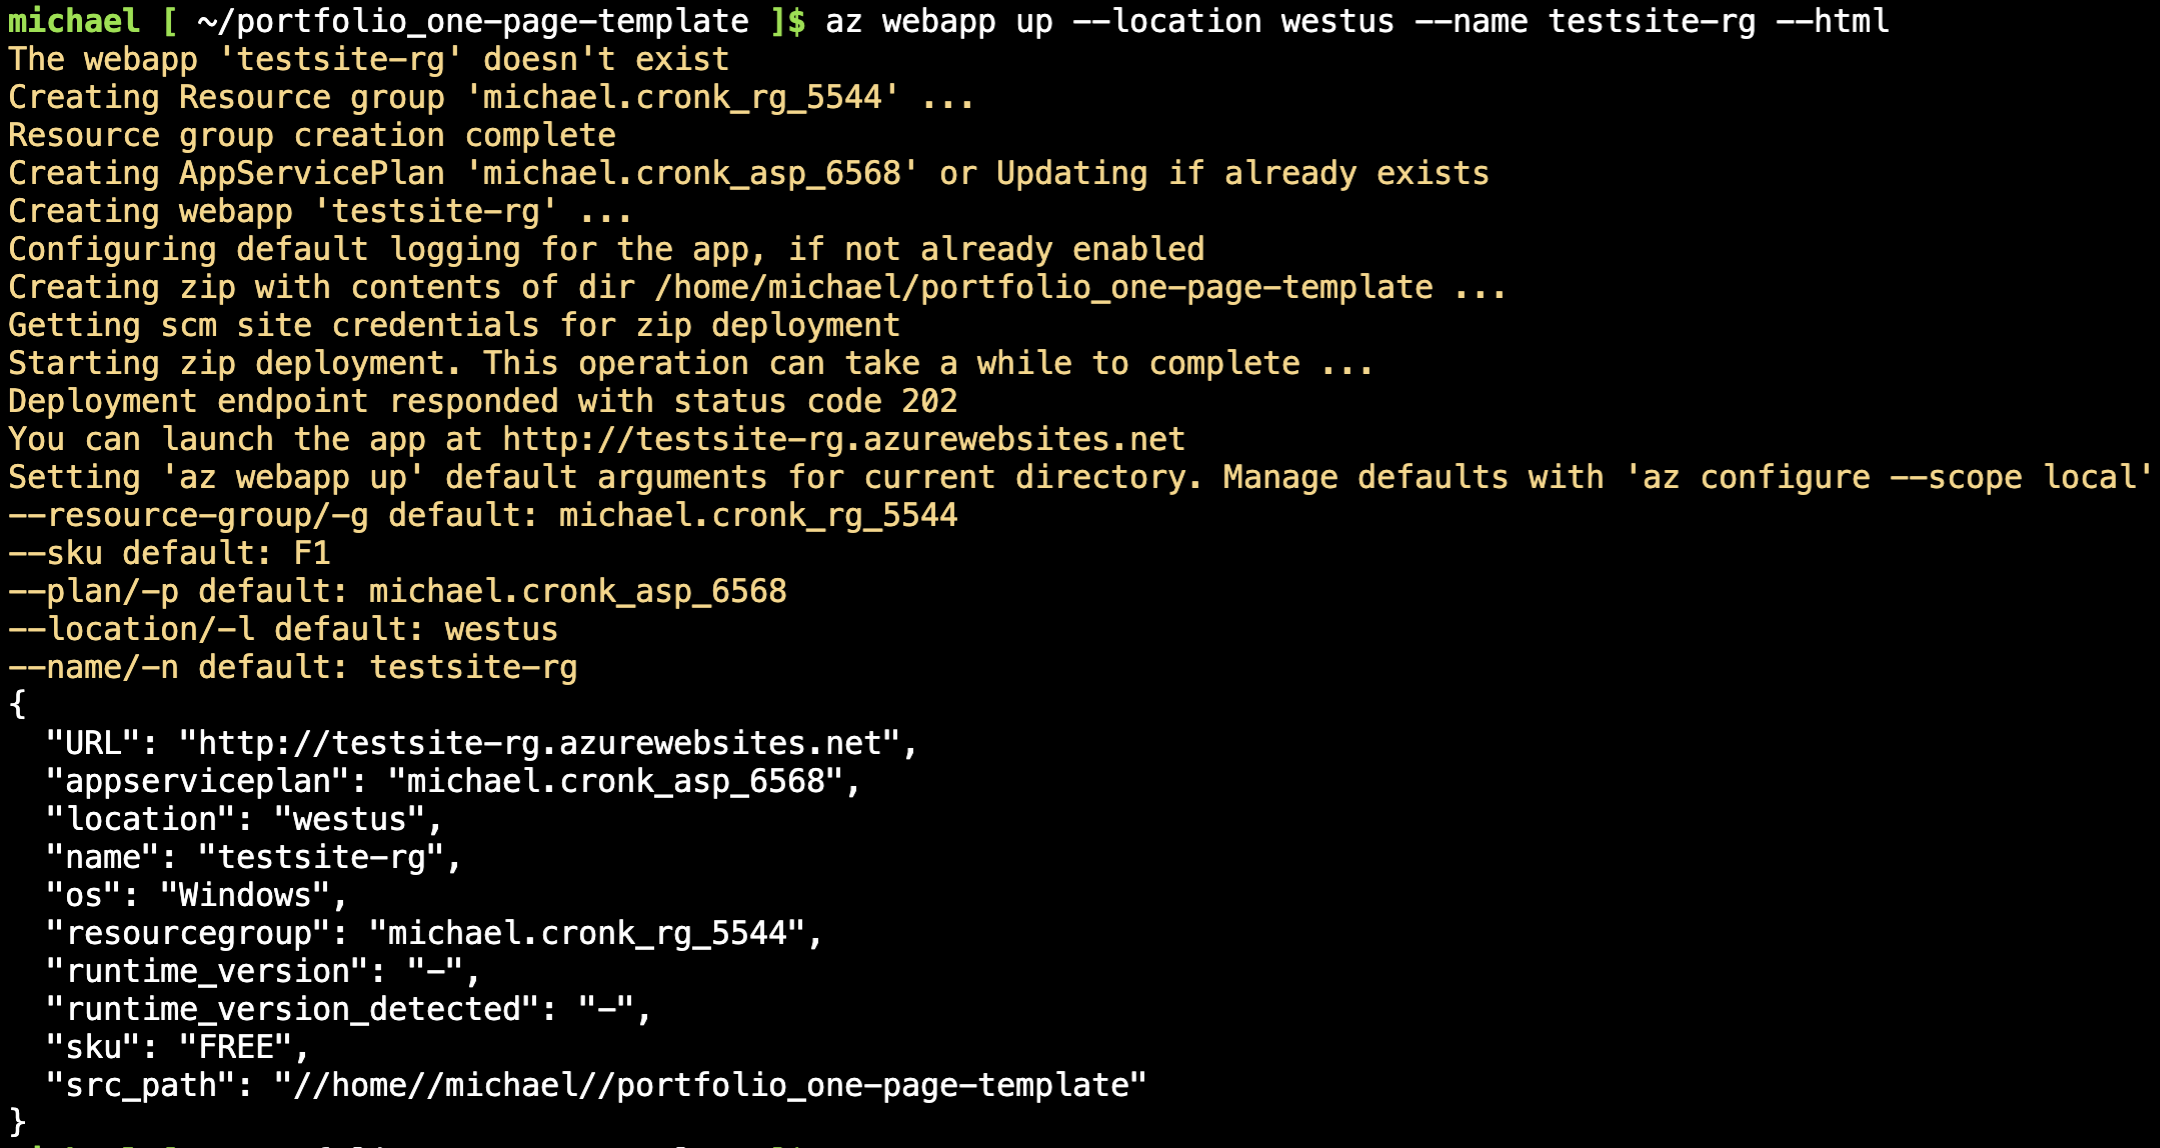 michael [ ~/portfolio_one-page-template ]$ az webapp up --location westus --name testsite-rg --html
The webapp 'testsite-rg' doesn't exist
Creating Resource group 'michael.cronk_rg_5544' ...
Resource group creation complete
Creating AppServicePlan 'michael.cronk_asp_6568' or Updating if already exists
Creating webapp 'testsite-rg' ...
Configuring default logging for the app, if not already enabled
Creating zip with contents of dir /home/michael/portfolio_one-page-template ...
Getting scm site credentials for zip deployment
Starting zip deployment. This operation can take a while to complete ...
Deployment endpoint responded with status code 202
You can launch the app at http://testsite-rg.azurewebsites.net
Setting 'az webapp up' default arguments for current directory. Manage defaults with 'az configure --scope local'
--resource-group/-g default: michael.cronk_rg_5544
--sku default: F1
--plan/-p default: michael.cronk_asp_6568
--location/-l default: westus
--name/-n default: testsite-rg
{
  "URL": "http://testsite-rg.azurewebsites.net",
  "appserviceplan": "michael.cronk_asp_6568",
  "location": "westus",
  "name": "testsite-rg",
  "os": "Windows",
  "resourcegroup": "michael.cronk_rg_5544",
  "runtime_version": "-",
  "runtime_version_detected": "-",
  "sku": "FREE",
  "src_path": "//home//michael//portfolio_one-page-template"
}